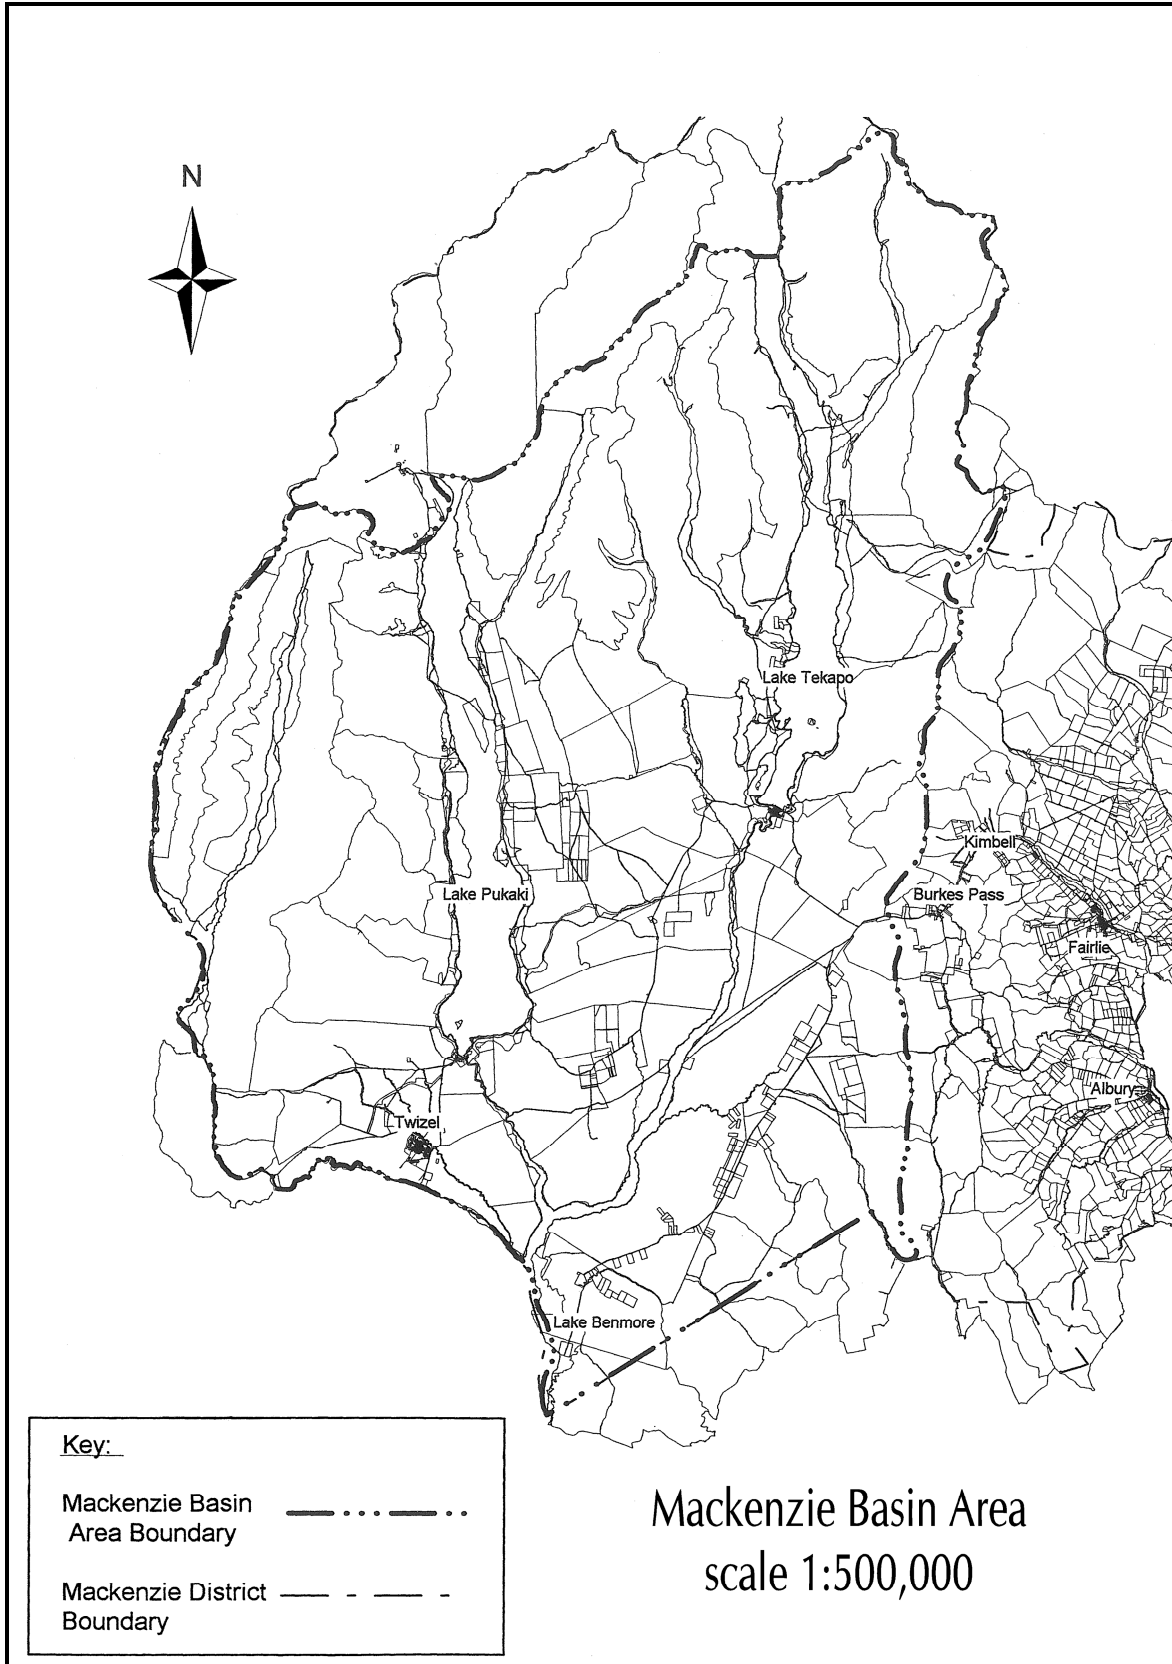 N
Lake Tekapo
Kimbell
Lake Pukaki
Burkes Pass
Fairlie
Albury
Twizel
Lake Benmore
Key:
Mackenzie Basin
Area Boundary
Mackenzie District
Boundary
Mackenzie Basin Area
scale 1:500,000